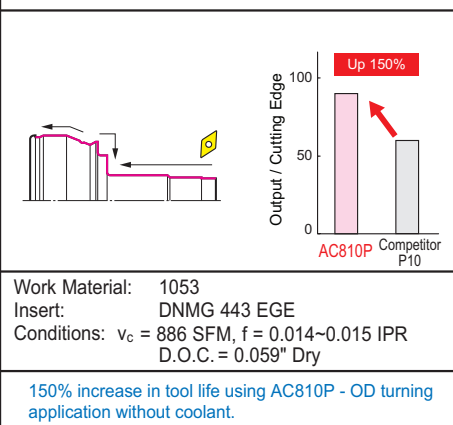 Up 150%
Output / Cutting Edge
100
50
0
AC810P
Competitor
P10
Work Material: 1053
Insert: DNMG 443 EGE
Conditions: vc = 886 SFM, f = 0.014~0.015 IPR
D.O.C. = 0.059" Dry
150% increase in tool life using AC810P - OD turning
application without coolant.